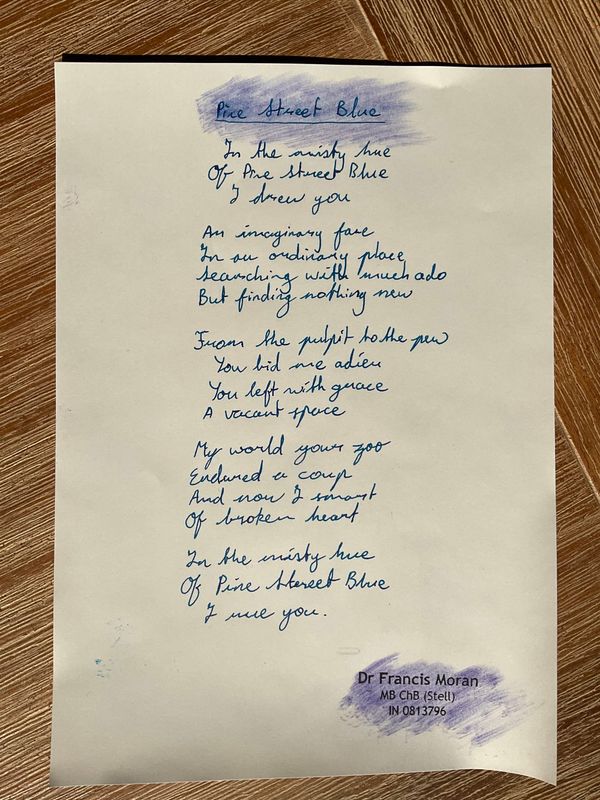 Pine Street Blue
In the misty hue
Of Pine Street Blue
I drew you
An imaginary face
In an ordinary place
Searching with much ado
But finding nothing new
From the pulpit to the pew
You bid me adieu
You left with grace
A vacant space
My world your zoo
Endured a coup
And now I smart
Of broken heart
In the misty hue
Of Pine Street Blue
I rue you.
Dr Francis Moran
MB ChB (Stell)
IN 0813796